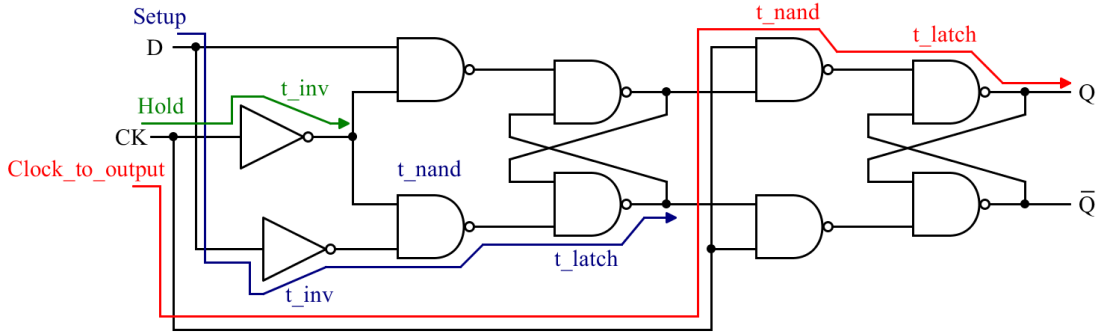 Setup
t_nand
t_latch
D
Hold
t_inv
Q
CK
Clock_to_output
t_nand
Q̅
t_latch
t_inv